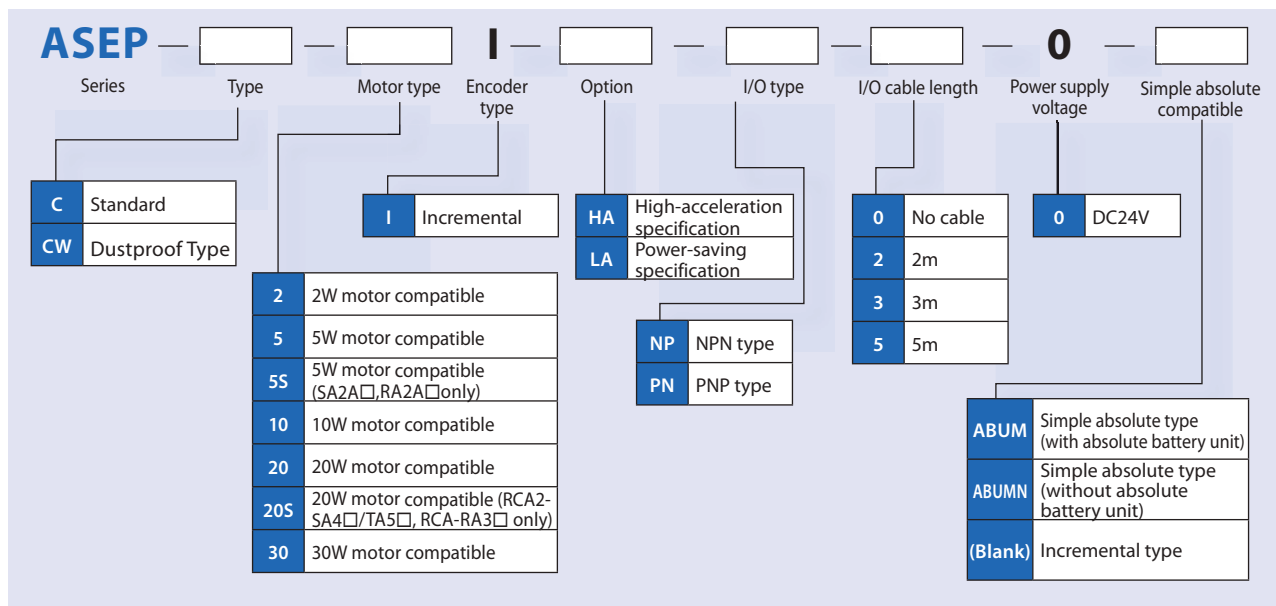 ASEP — — I — — — — 0 —
Series
Type
Motor type
Encoder
type
Option
I/O type
I/O cable length
Power supply
voltage
Simple absolute
compatible
C Standard
CW Dustproof Type
I Incremental
HA High-acceleration
specification
LA Power-saving
specification
0 No cable
2 2m
3 3m
5 5m
0 DC24V
2 2W motor compatible
5 5W motor compatible
5S 5W motor compatible
(SA2A□,RA2A□only)
10 10W motor compatible
20 20W motor compatible
20S 20W motor compatible (RCA2-
SA4□/TA5□, RCA-RA3□ only)
30 30W motor compatible
NP NPN type
PN PNP type
ABUM Simple absolute type
(with absolute battery unit)
ABUMN Simple absolute type
(without absolute
battery unit)
(Blank) Incremental type